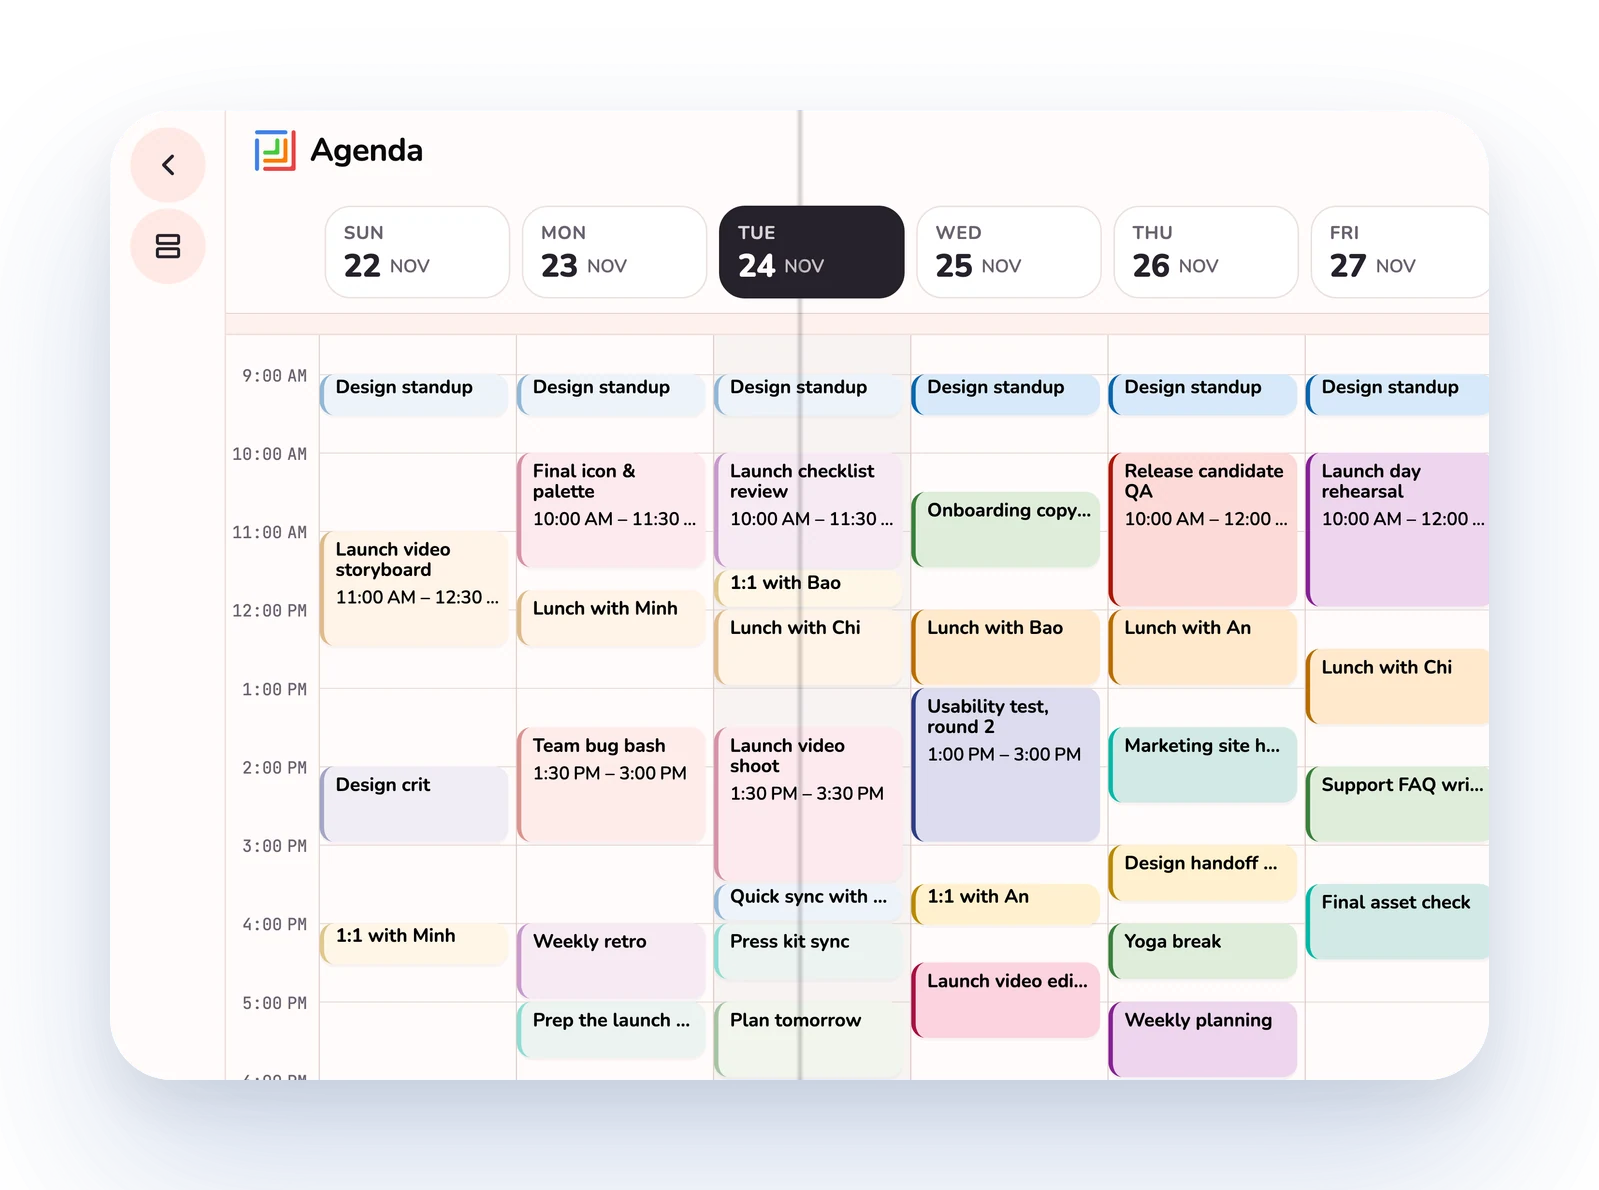 Agenda
SUN
22 NOV
MON
23 NOV
TUE
24 NOV
WED
25 NOV
THU
26 NOV
FRI
27 NOV
9:00 AM
10:00 AM
11:00 AM
12:00 PM
1:00 PM
2:00 PM
3:00 PM
4:00 PM
5:00 PM
Design standup
Launch video
storyboard
11:00 AM – 12:30 ...
Design crit
1:1 with Minh
Design standup
Final icon &
palette
10:00 AM – 11:30 ...
Lunch with Minh
Team bug bash
1:30 PM – 3:00 PM
Weekly retro
Prep the launch ...
Design standup
Launch checklist
review
10:00 AM – 11:30 ...
1:1 with Bao
Lunch with Chi
Launch video
shoot
1:30 PM – 3:30 PM
Quick sync with ...
Press kit sync
Plan tomorrow
Design standup
Onboarding copy...
Lunch with Bao
Usability test,
round 2
1:00 PM – 3:00 PM
1:1 with An
Launch video edi...
Design standup
Release candidate
QA
10:00 AM – 12:00 ...
Lunch with An
Marketing site h...
Design handoff ...
Yoga break
Weekly planning
Design standup
Launch day
rehearsal
10:00 AM – 12:00 ...
Lunch with Chi
Support FAQ wri...
Final asset check